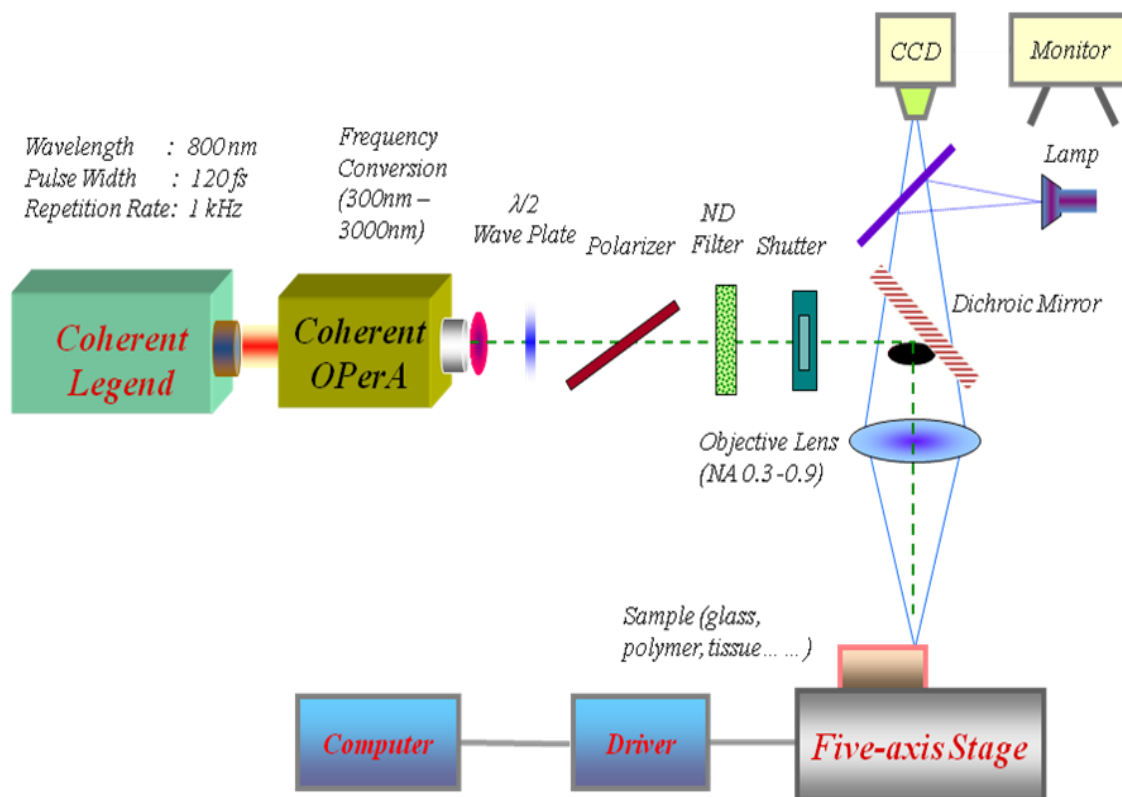 CCD
Monitor
Wavelength : 800 nm
Pulse Width : 120 fs
Repetition Rate: 1 kHz
Frequency
Conversion
(300nm –
3000nm)
λ/2
Wave Plate
Polarizer
ND
Filter
Shutter
Lamp
Dichroic Mirror
Coherent
Legend
Coherent
OPerA
Objective Lens
(NA 0.3 -0.9)
Sample (glass,
polymer, tissue... ...)
Computer
Driver
Five-axis Stage